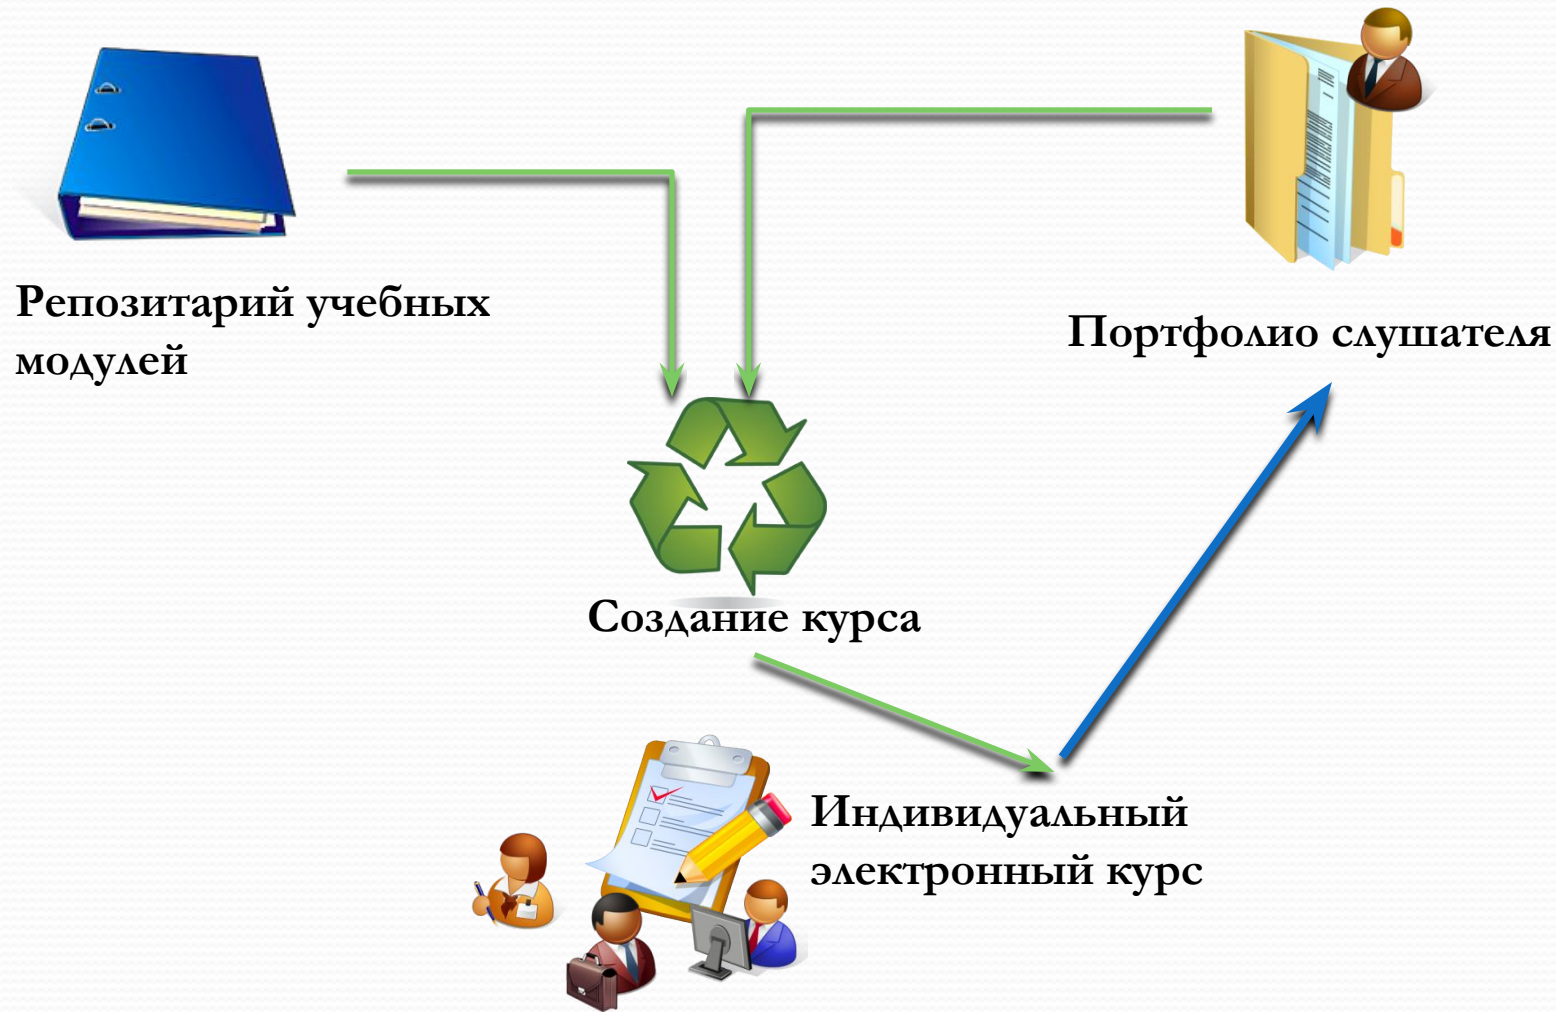 Репозитарий учебных
модулей
Портфолио слушателя
Создание курса
Индивидуальный
электронный курс